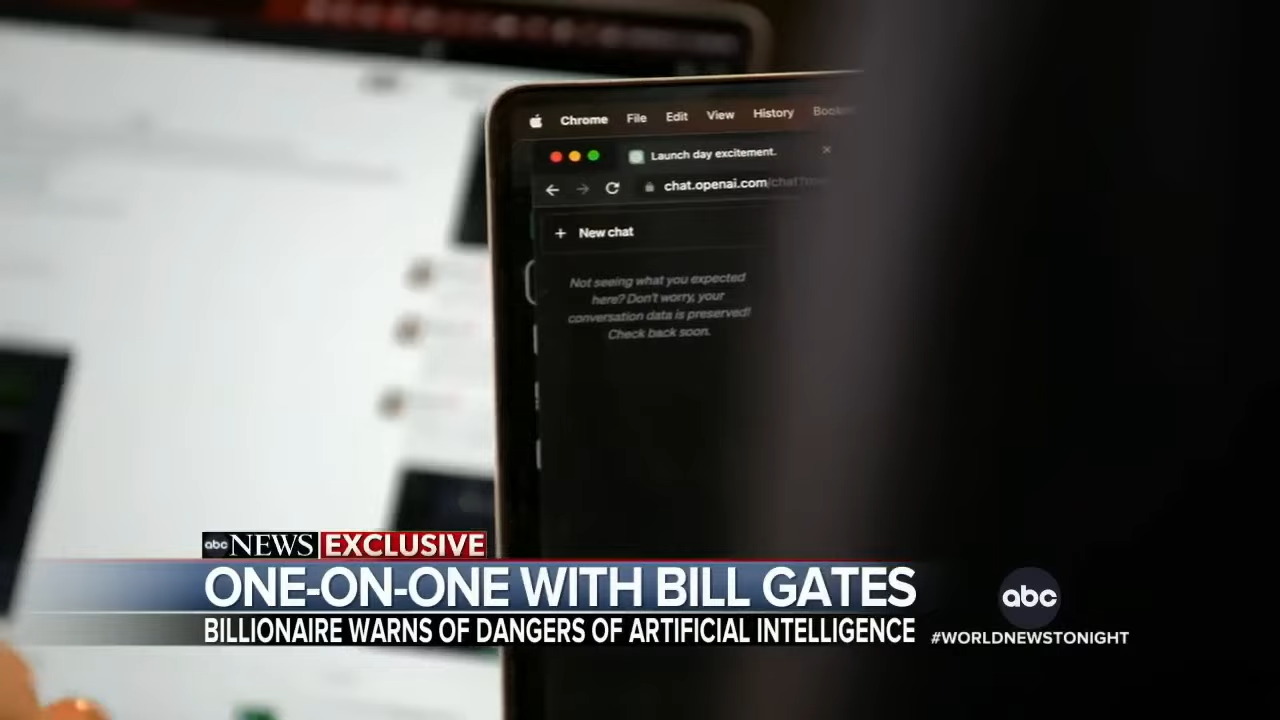 Chrome File Edit View History
Launch day excitement.
chat.openai.com
+ New chat
Not seeing what you expected
here? Don't worry, your
conversation data is preserved!
Check back soon.
abc NEWS EXCLUSIVE
ONE-ON-ONE WITH BILL GATES
BILLIONAIRE WARNS OF DANGERS OF ARTIFICIAL INTELLIGENCE
abc
#WORLDNEWSTONIGHT